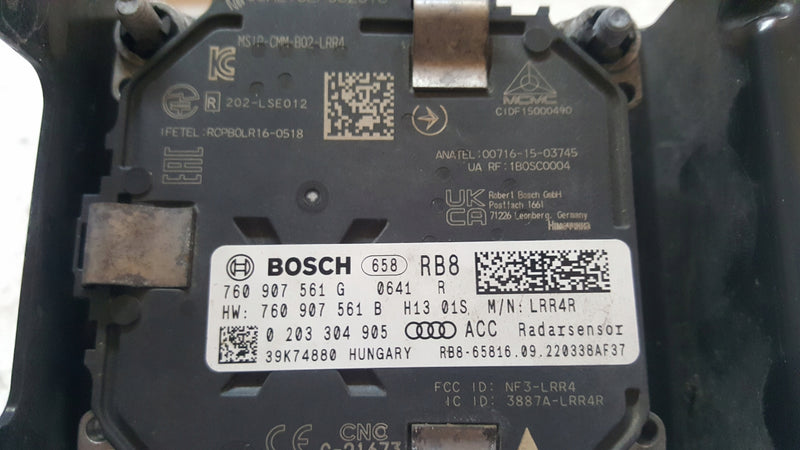 MSIP-CMM-B02-LRR4
KC
R 202-LSE012
MCMC
CIDF15000490
IFETEL:RCPBOLR16-0518
ANATEL:00716-15-03745
UA RF:1BOSC0004
EAC
UK CA
Robert Bosch GmbH
Postfach 1661
71226 Leonberg, Germany
BOSCH 658 RB8
760 907 561 G 0641 R
HW: 760 907 561 B H13 01S M/N: LRR4R
0 203 304 905 ACC Radarsensor
39K74880 HUNGARY RB8-65816.09.220338AF37
FCC ID: NF3-LRR4
IC ID: 3887A-LRR4R
CE CNC